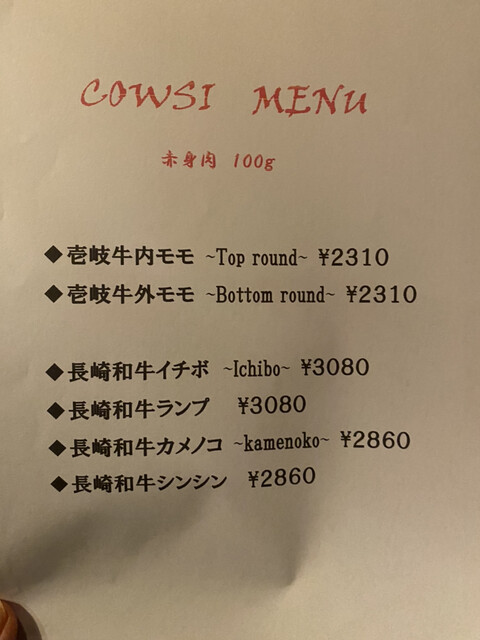 COWSI MENU
赤身肉 100g
◆壱岐牛内モモ ~Top round~ ¥2310
◆壱岐牛外モモ ~Bottom round~ ¥2310
◆長崎和牛イチボ ~Ichibo~ ¥3080
◆長崎和牛ランプ ¥3080
◆長崎和牛カメノコ ~kamenoko~ ¥2860
◆長崎和牛シンシン ¥2860